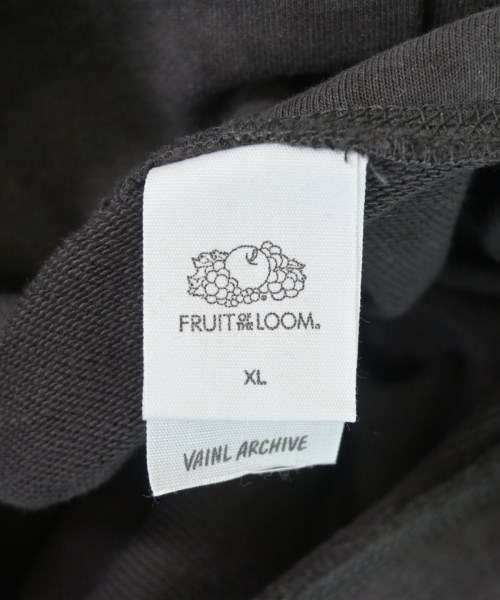 FRUIT OF THE LOOM®
XL
VAINL ARCHIVE